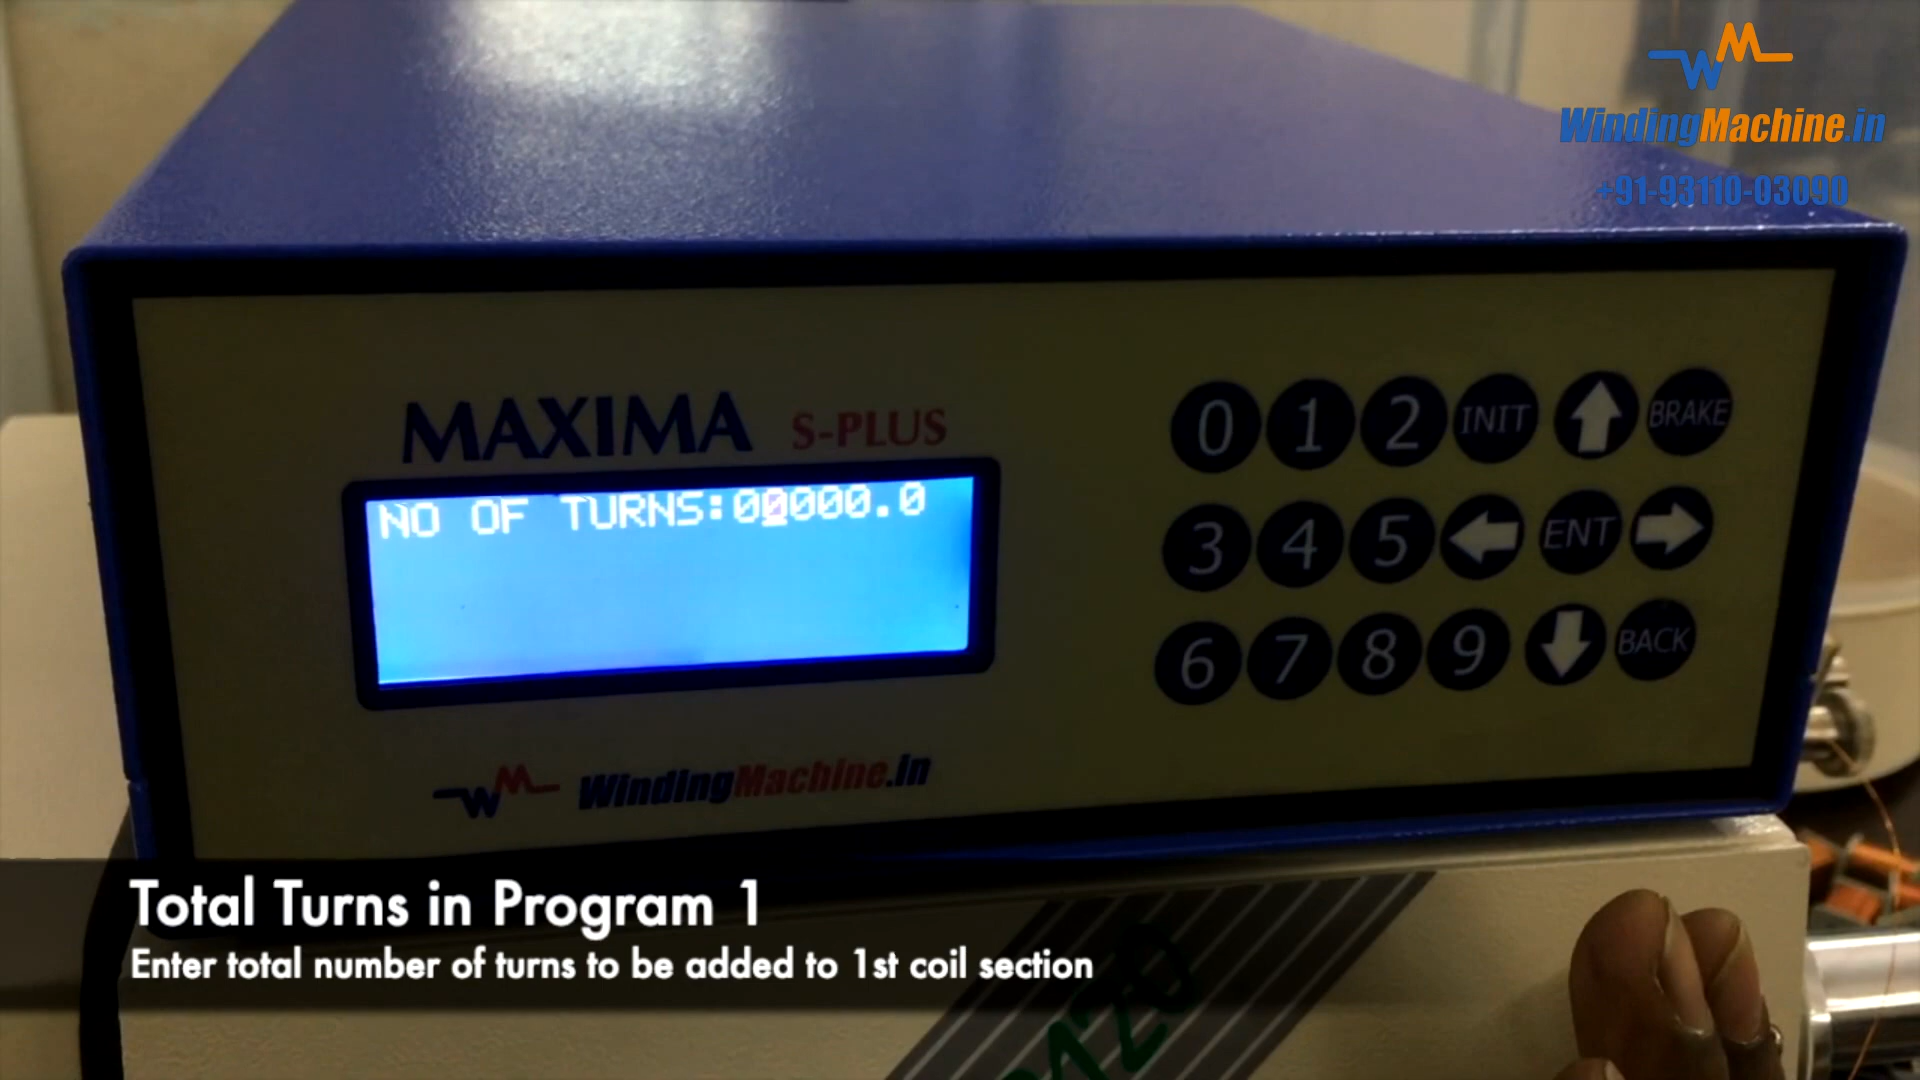 WM
WindingMachine.in
+91-93110-03090
MAXIMA S-PLUS
NO OF TURNS:00000.0
0 1 2 INIT BRAKE
3 4 5 ENT
6 7 8 9 BACK
WM WindingMachine.in
Total Turns in Program 1
Enter total number of turns to be added to 1st coil section